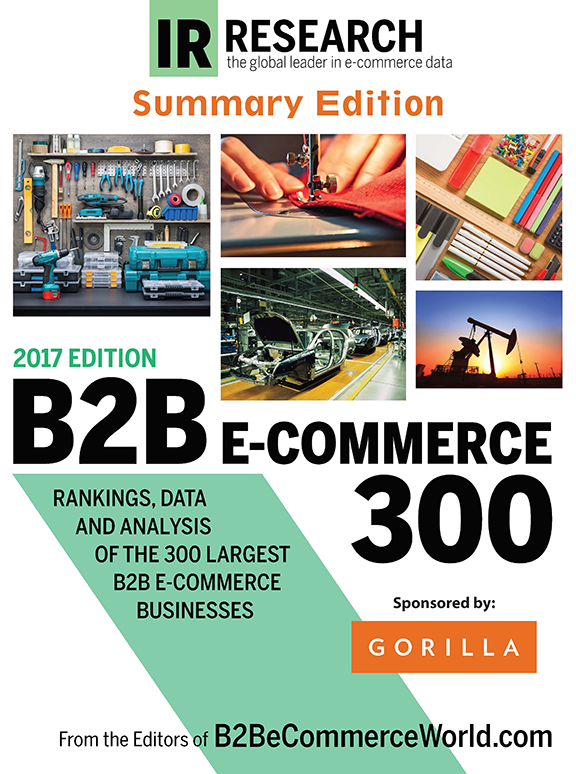 IR RESEARCH
the global leader in e-commerce data
Summary Edition
2017 EDITION
B2B E-COMMERCE
300
RANKINGS, DATA
AND ANALYSIS
OF THE 300 LARGEST
B2B E-COMMERCE
BUSINESSES
Sponsored by:
GORILLA
From the Editors of B2BeCommerceWorld.com